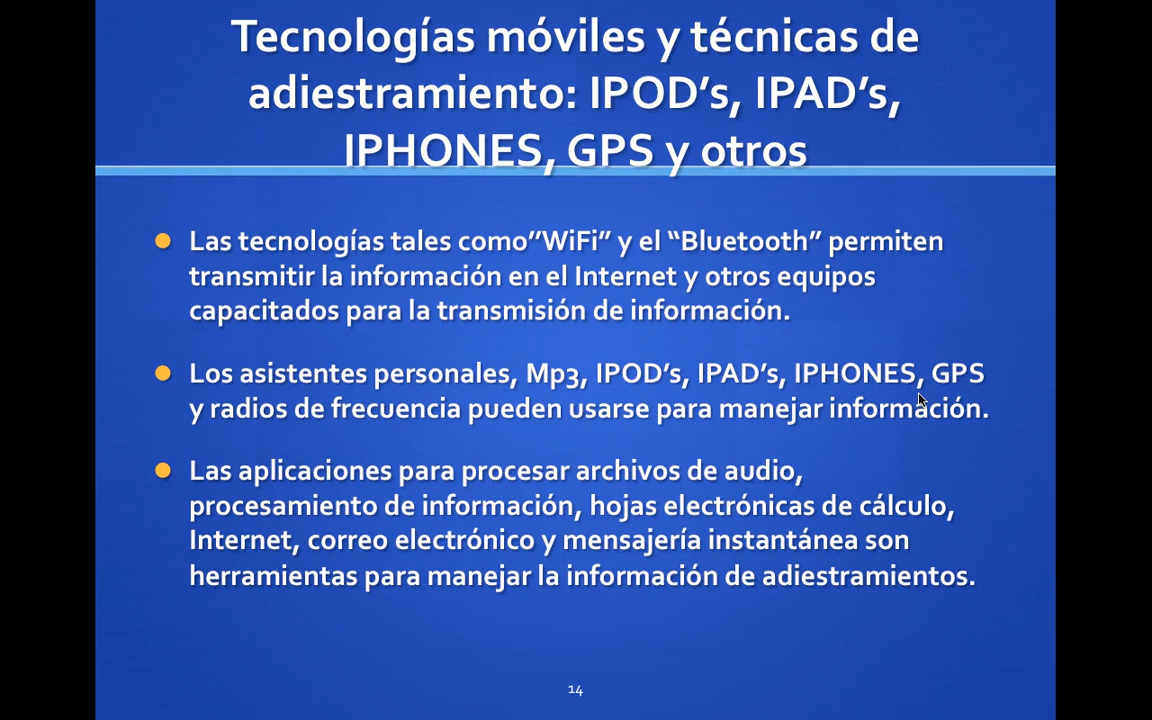 Tecnologías móviles y técnicas de
adiestramiento: IPOD’s, IPAD’s,
IPHONES, GPS y otros
Las tecnologías tales como”WiFi” y el “Bluetooth” permiten
transmitir la información en el Internet y otros equipos
capacitados para la transmisión de información.
Los asistentes personales, Mp3, IPOD’s, IPAD’s, IPHONES, GPS
y radios de frecuencia pueden usarse para manejar información.
Las aplicaciones para procesar archivos de audio,
procesamiento de información, hojas electrónicas de cálculo,
Internet, correo electrónico y mensajería instantánea son
herramientas para manejar la información de adiestramientos.
14